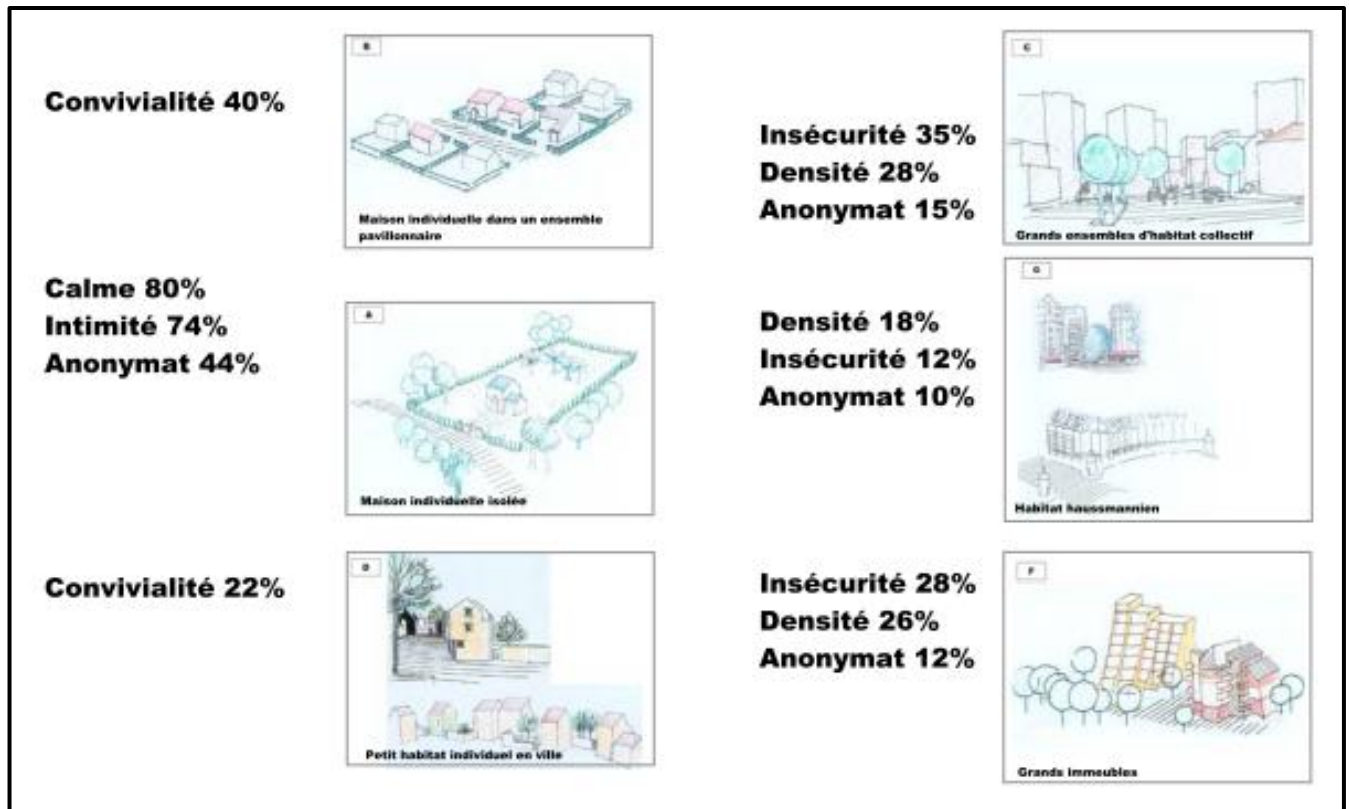 Convivialité 40%
B
Maison individuelle dans un ensemble
pavillonnaire
Calme 80%
Intimité 74%
Anonymat 44%
A
Maison individuelle isolée
Convivialité 22%
D
Petit habitat individuel en ville
Insécurité 35%
Densité 28%
Anonymat 15%
Grands ensembles d'habitat collectif
Densité 18%
Insécurité 12%
Anonymat 10%
Habitat haussmannien
Insécurité 28%
Densité 26%
Anonymat 12%
F
Grands immeubles